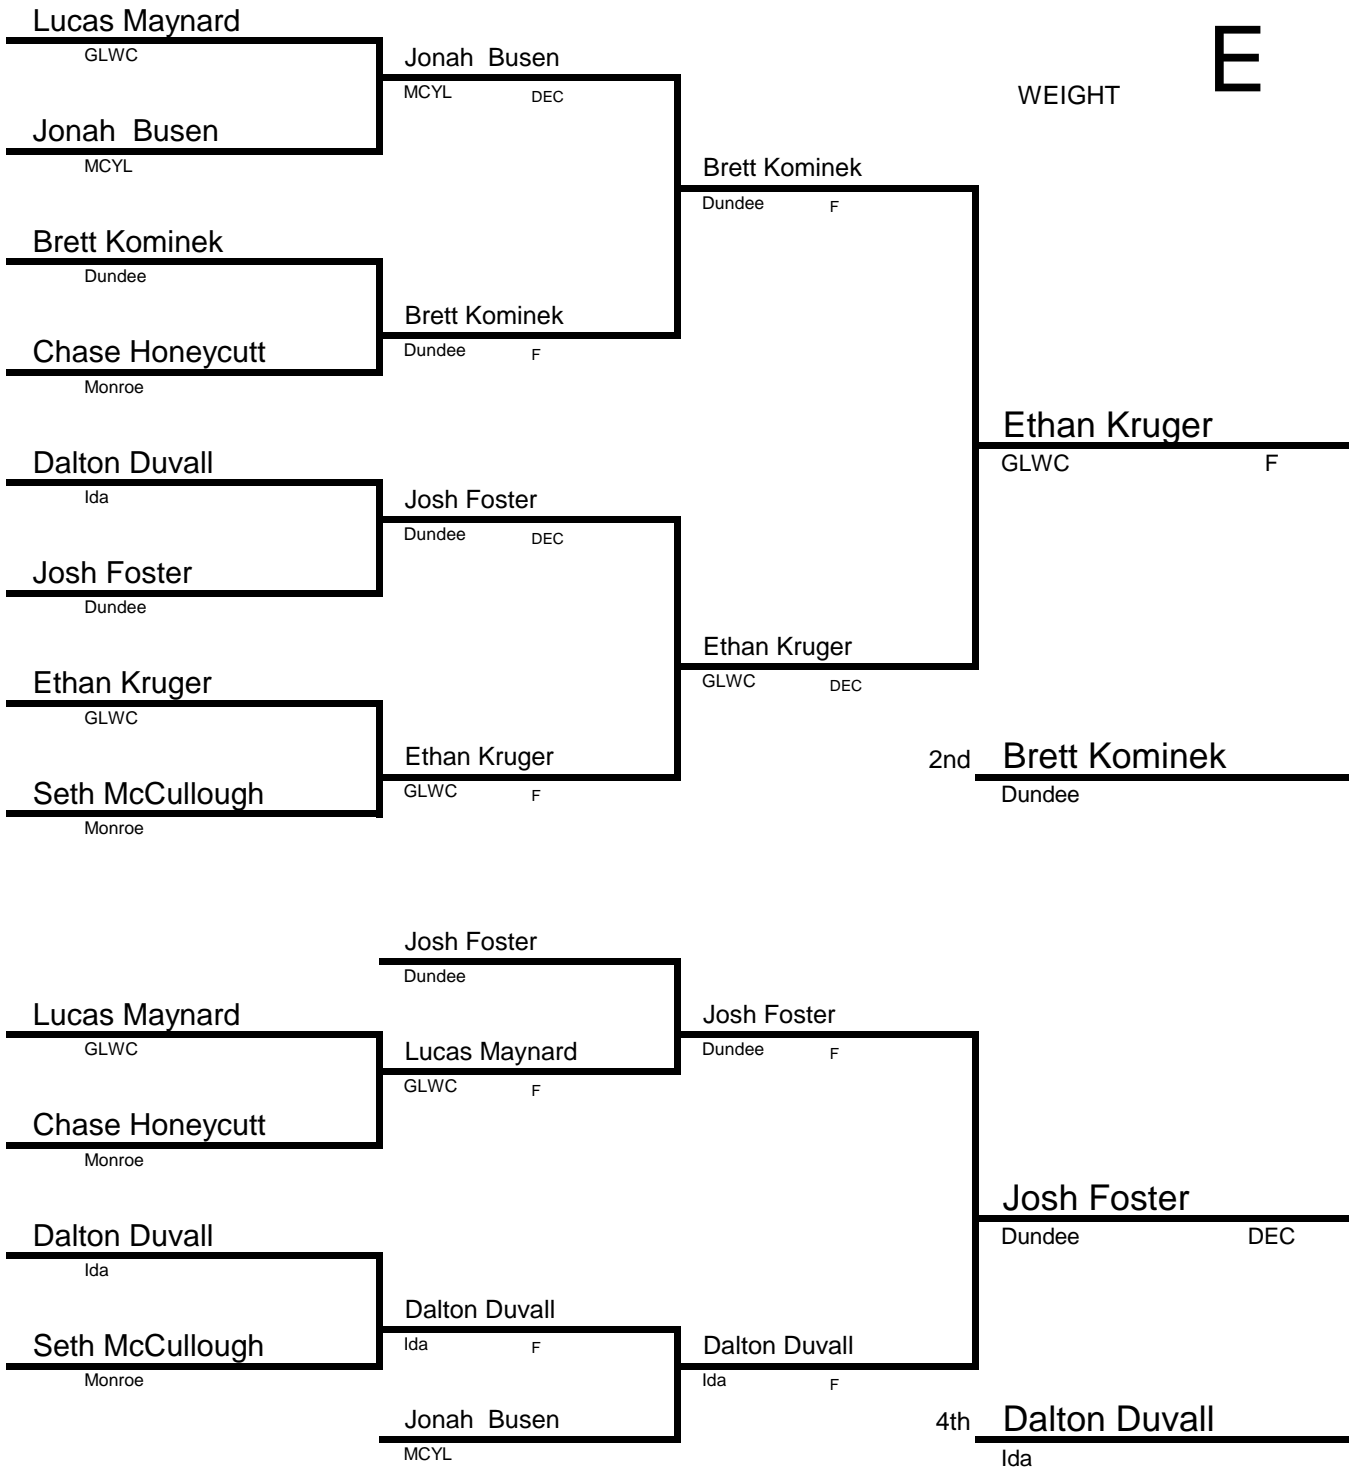 Lucas Maynard
GLWC
Jonah  Busen
MCYL DEC
WEIGHT E
Jonah  Busen
MCYL
Brett Kominek
Dundee F
Brett Kominek
Dundee
Brett Kominek
Dundee F
Chase Honeycutt
Monroe
Ethan Kruger
GLWC F
Dalton Duvall
Ida
Josh Foster
Dundee DEC
Josh Foster
Dundee
Ethan Kruger
GLWC DEC
Ethan Kruger
GLWC
Ethan Kruger
GLWC F
2nd Brett Kominek
Dundee
Seth McCullough
Monroe
Josh Foster
Dundee
Lucas Maynard
GLWC
Josh Foster
Dundee F
Lucas Maynard
GLWC F
Chase Honeycutt
Monroe
Josh Foster
Dundee DEC
Dalton Duvall
Ida
Dalton Duvall
Ida F
Seth McCullough
Monroe
Dalton Duvall
Ida F
Jonah  Busen
MCYL
4th Dalton Duvall
Ida